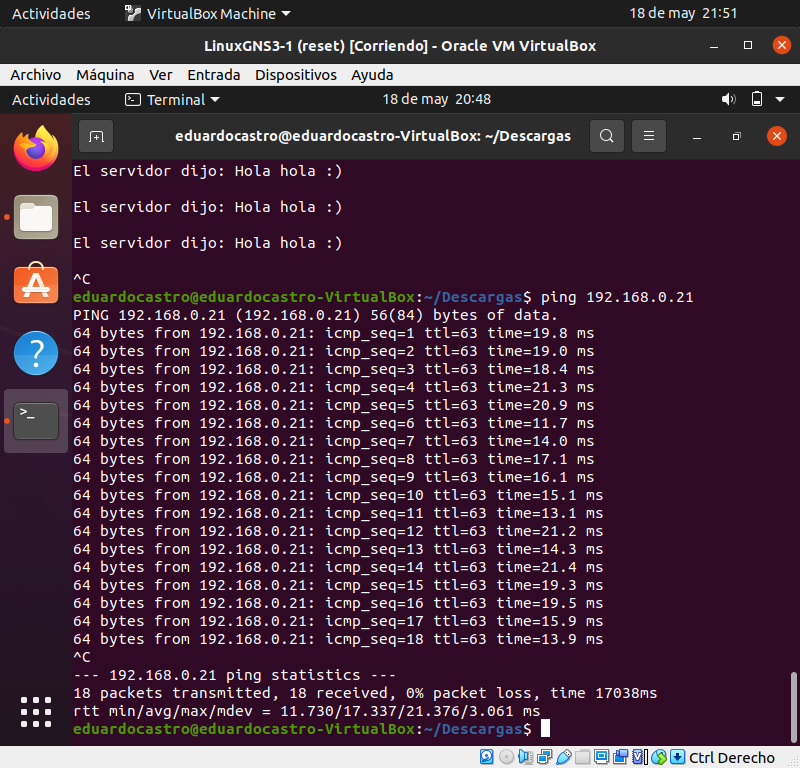 Actividades VirtualBox Machine 18 de may 21:51
LinuxGNS3-1 (reset) [Corriendo] - Oracle VM VirtualBox
Archivo Máquina Ver Entrada Dispositivos Ayuda
Actividades Terminal 18 de may 20:48
eduardocastro@eduardocastro-VirtualBox: ~/Descargas
El servidor dijo: Hola hola :)
El servidor dijo: Hola hola :)
El servidor dijo: Hola hola :)
^C
eduardocastro@eduardocastro-VirtualBox:~/Descargas$ ping 192.168.0.21
PING 192.168.0.21 (192.168.0.21) 56(84) bytes of data.
64 bytes from 192.168.0.21: icmp_seq=1 ttl=63 time=19.8 ms
64 bytes from 192.168.0.21: icmp_seq=2 ttl=63 time=19.0 ms
64 bytes from 192.168.0.21: icmp_seq=3 ttl=63 time=18.4 ms
64 bytes from 192.168.0.21: icmp_seq=4 ttl=63 time=21.3 ms
64 bytes from 192.168.0.21: icmp_seq=5 ttl=63 time=20.9 ms
64 bytes from 192.168.0.21: icmp_seq=6 ttl=63 time=11.7 ms
64 bytes from 192.168.0.21: icmp_seq=7 ttl=63 time=14.0 ms
64 bytes from 192.168.0.21: icmp_seq=8 ttl=63 time=17.1 ms
64 bytes from 192.168.0.21: icmp_seq=9 ttl=63 time=16.1 ms
64 bytes from 192.168.0.21: icmp_seq=10 ttl=63 time=15.1 ms
64 bytes from 192.168.0.21: icmp_seq=11 ttl=63 time=13.1 ms
64 bytes from 192.168.0.21: icmp_seq=12 ttl=63 time=21.2 ms
64 bytes from 192.168.0.21: icmp_seq=13 ttl=63 time=14.3 ms
64 bytes from 192.168.0.21: icmp_seq=14 ttl=63 time=21.4 ms
64 bytes from 192.168.0.21: icmp_seq=15 ttl=63 time=19.3 ms
64 bytes from 192.168.0.21: icmp_seq=16 ttl=63 time=19.5 ms
64 bytes from 192.168.0.21: icmp_seq=17 ttl=63 time=15.9 ms
64 bytes from 192.168.0.21: icmp_seq=18 ttl=63 time=13.9 ms
^C
--- 192.168.0.21 ping statistics ---
18 packets transmitted, 18 received, 0% packet loss, time 17038ms
rtt min/avg/max/mdev = 11.730/17.337/21.376/3.061 ms
eduardocastro@eduardocastro-VirtualBox:~/Descargas$
Ctrl Derecho